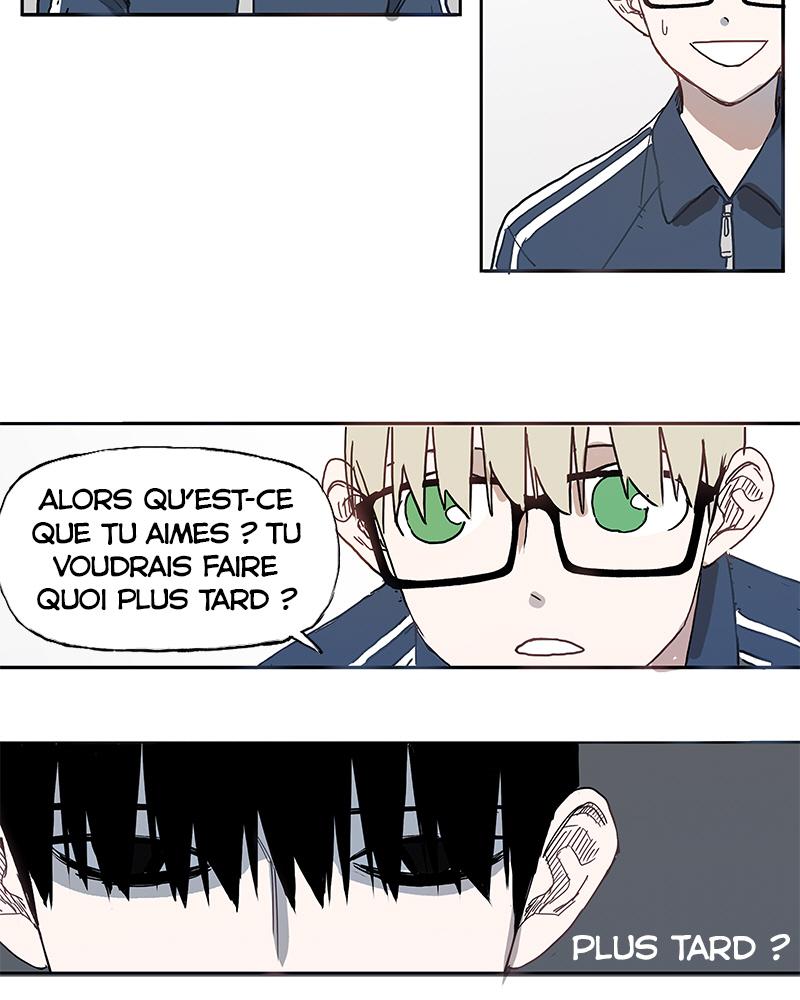 ALORS QU'EST-CE
QUE TU AIMES ? TU
VOUDRAIS FAIRE
QUOI PLUS TARD ?
PLUS TARD ?